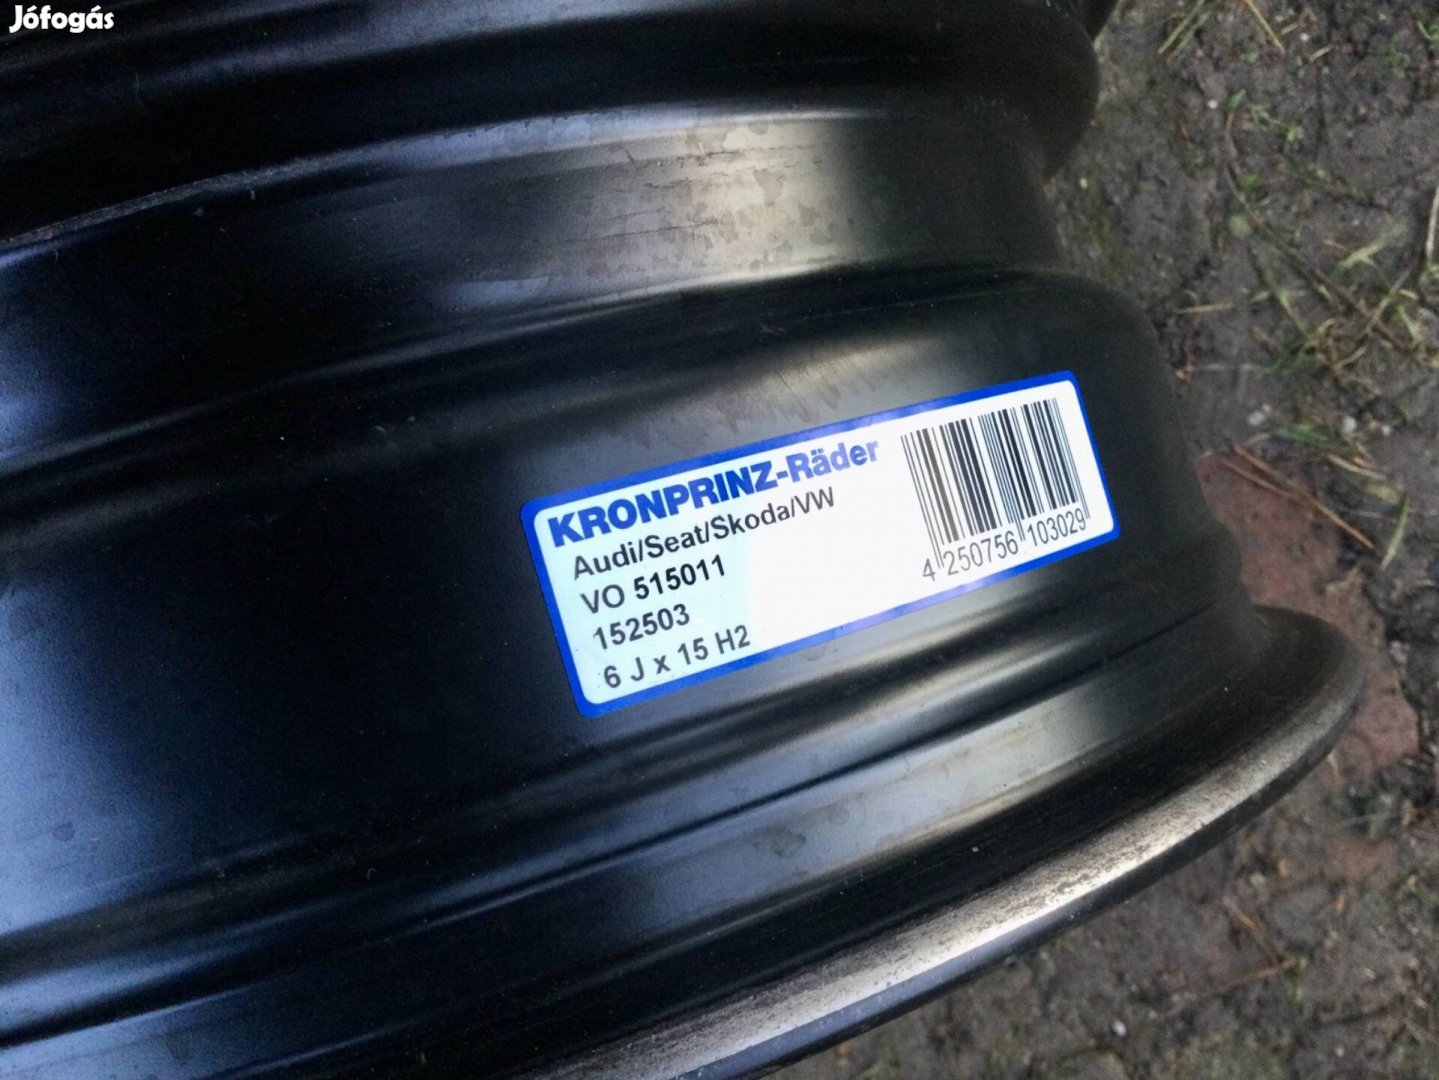 Jófogás
KRONPRINZ-Räder
Audi/Seat/Skoda/VW
VO 515011
152503
6 J x 15 H2
4 250756 103029